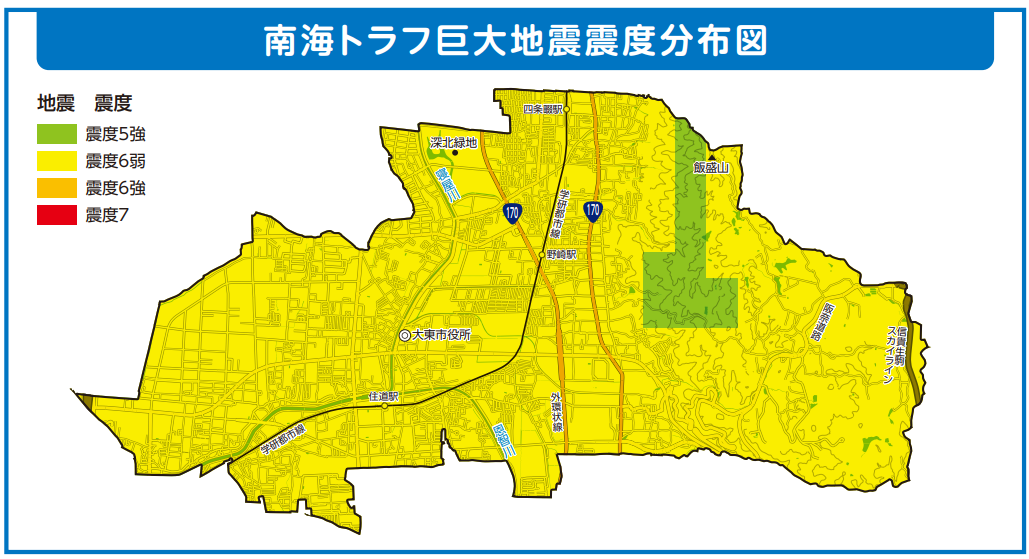 南海トラフ巨大地震震度分布図
地震　震度
震度5強
震度6弱
震度6強
震度7
四条畷駅
深北緑地
飯盛山
寝屋川
学研都市線
170
170
野崎駅
阪奈道路
信貴生駒
スカイライン
大東市役所
住道駅
外環状線
恩智川
学研都市線